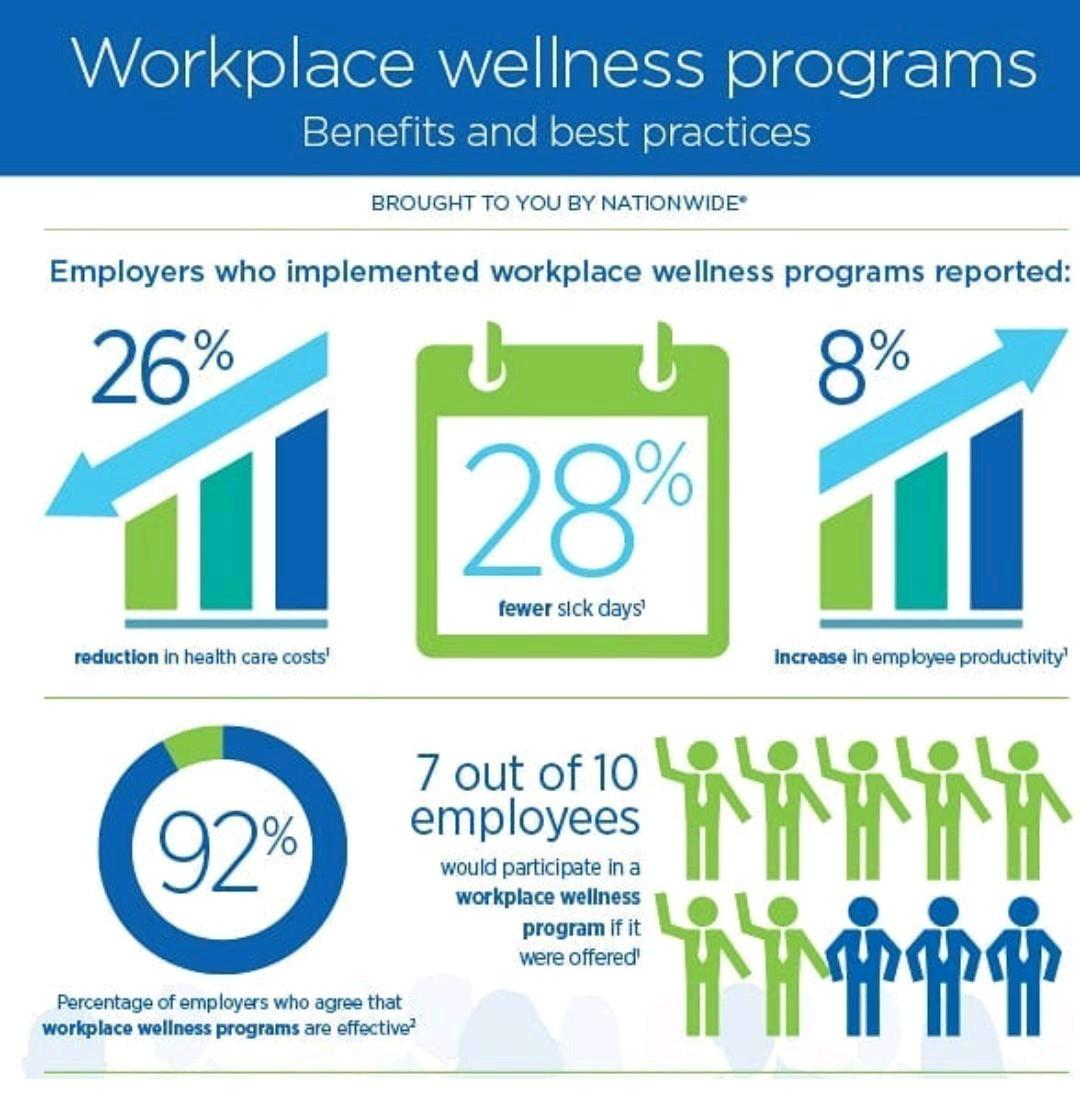 Workplace wellness programs
Benefits and best practices
BROUGHT TO YOU BY NATIONWIDE®
Employers who implemented workplace wellness programs reported:
26%
reduction in health care costs¹
28%
fewer sick days¹
8%
increase in employee productivity¹
92%
Percentage of employers who agree that
workplace wellness programs are effective²
7 out of 10
employees
would participate in a
workplace wellness
program if it
were offered¹